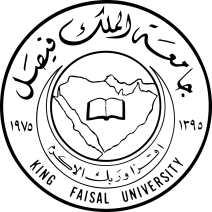 جامعة الملك فيصل
١٩٧٥
١٣٩٥
اقرأ وربك الأكرم
KING FAISAL UNIVERSITY